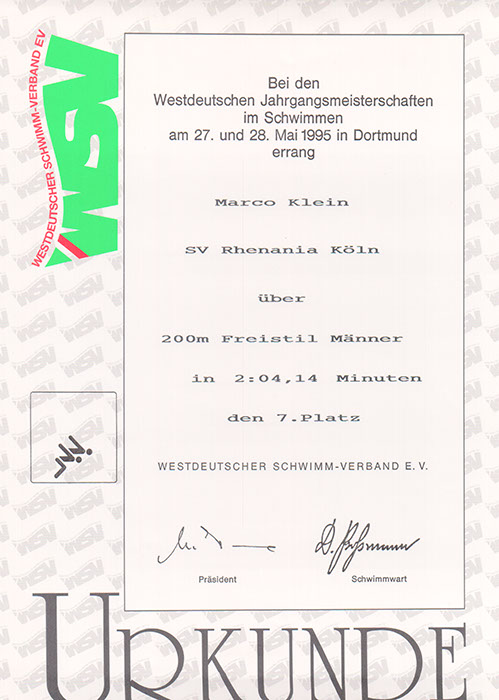 WESTDEUTSCHER SCHWIMM-VERBAND EV
WSV
Bei den
Westdeutschen Jahrgangsmeisterschaften
im Schwimmen
am 27. und 28. Mai 1995 in Dortmund
errang
Marco Klein
SV Rhenania Köln
über
200m Freistil Männer
in 2:04,14 Minuten
den 7.Platz
WESTDEUTSCHER SCHWIMM-VERBAND E.V.
Präsident
Schwimmwart
URKUNDE